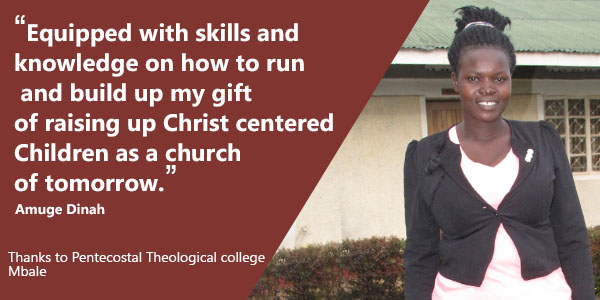 “Equipped with skills and
knowledge on how to run
and build up my gift
of raising up Christ centered
Children as a church
of tomorrow.”
Amuge Dinah
Thanks to Pentecostal Theological college
Mbale